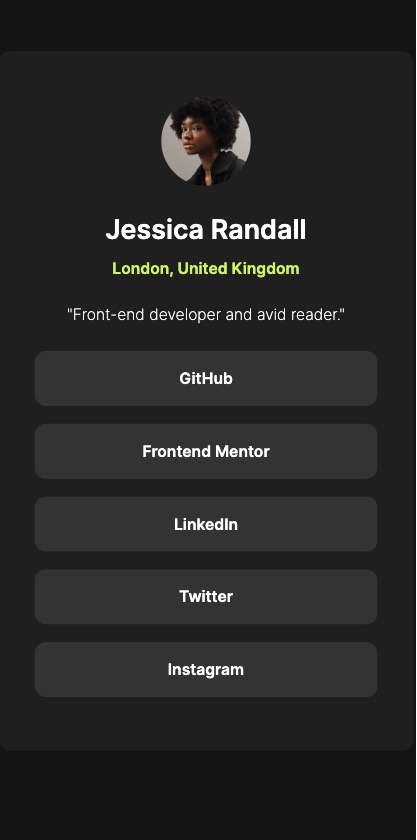 Jessica Randall
London, United Kingdom
"Front-end developer and avid reader."
GitHub
Frontend Mentor
LinkedIn
Twitter
Instagram